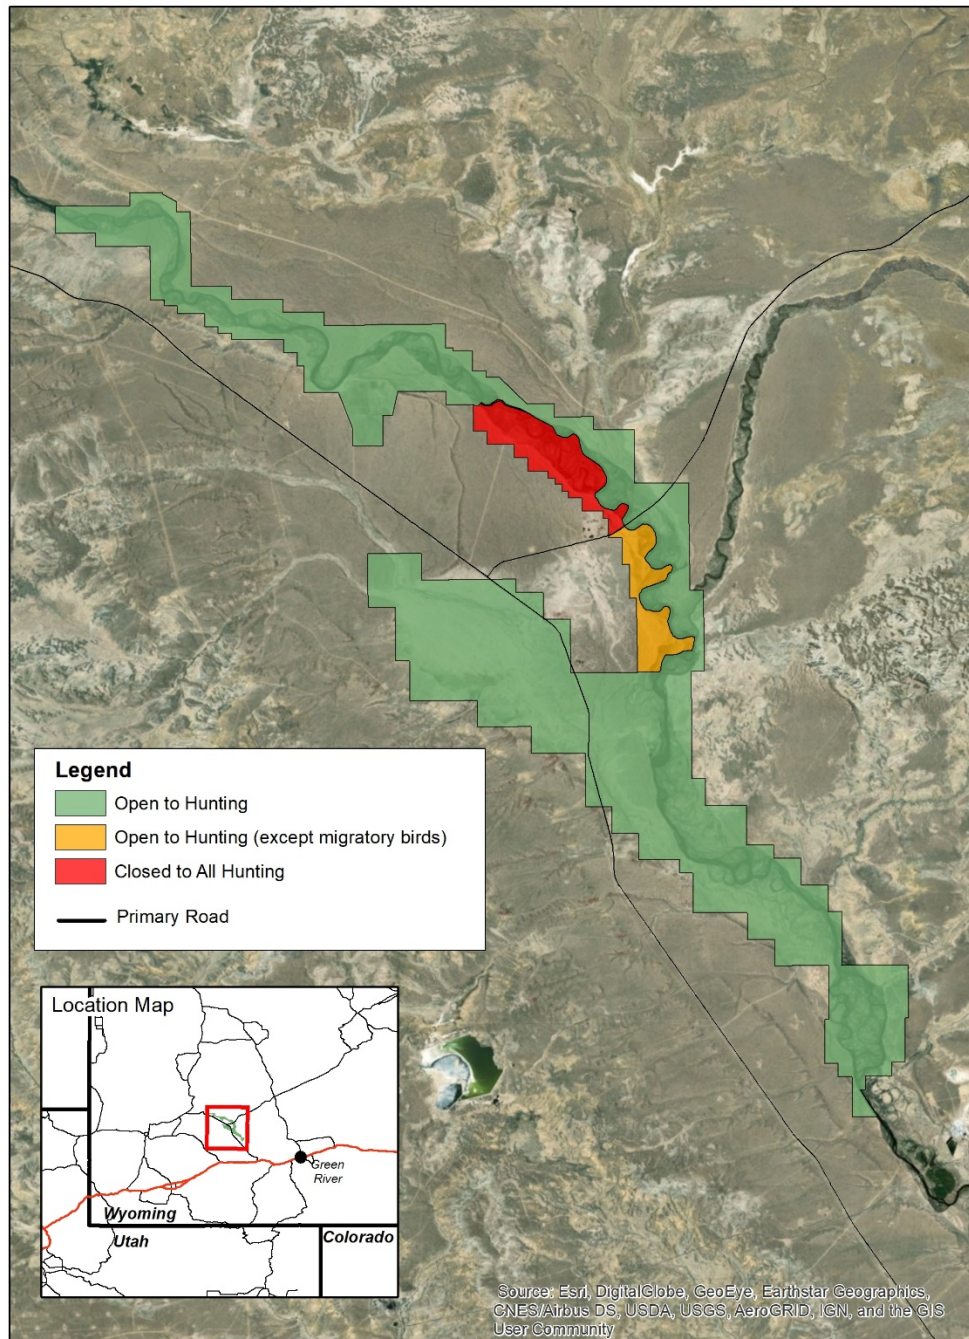 Legend
Open to Hunting
Open to Hunting (except migratory birds)
Closed to All Hunting
Primary Road
Location Map
Green
River
Wyoming
Utah
Colorado
Source: Esri, DigitalGlobe, GeoEye, Earthstar Geographics,
CNES/Airbus DS, USDA, USGS, AeroGRID, IGN, and the GIS
User Community